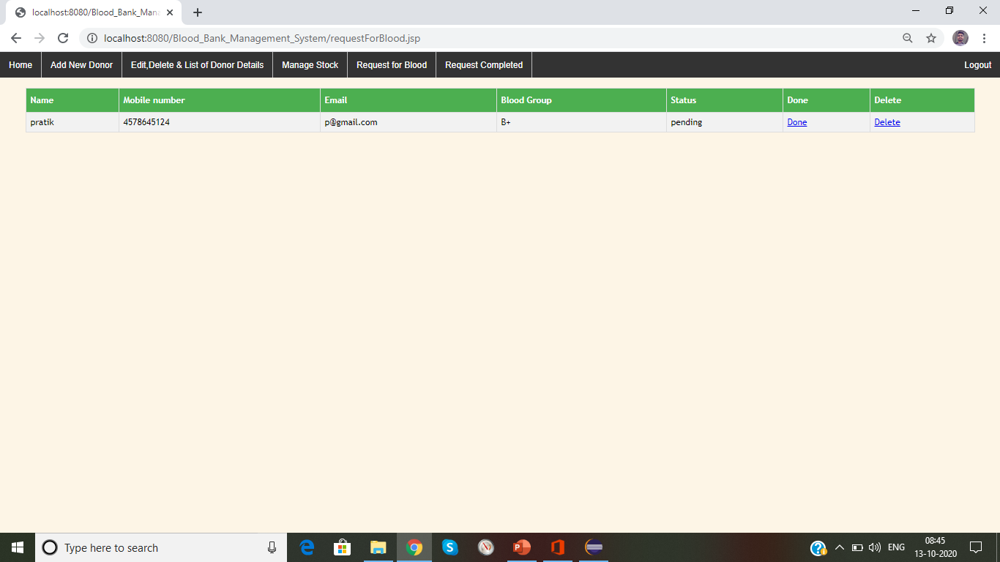 localhost:8080/Blood_Bank_Mana
localhost:8080/Blood_Bank_Management_System/requestForBlood.jsp
Home Add New Donor Edit,Delete & List of Donor Details Manage Stock Request for Blood Request Completed Logout
Name Mobile number Email Blood Group Status Done Delete
pratik 4578645124 p@gmail.com B+ pending Done Delete
Type here to search
ENG
08:45
13-10-2020